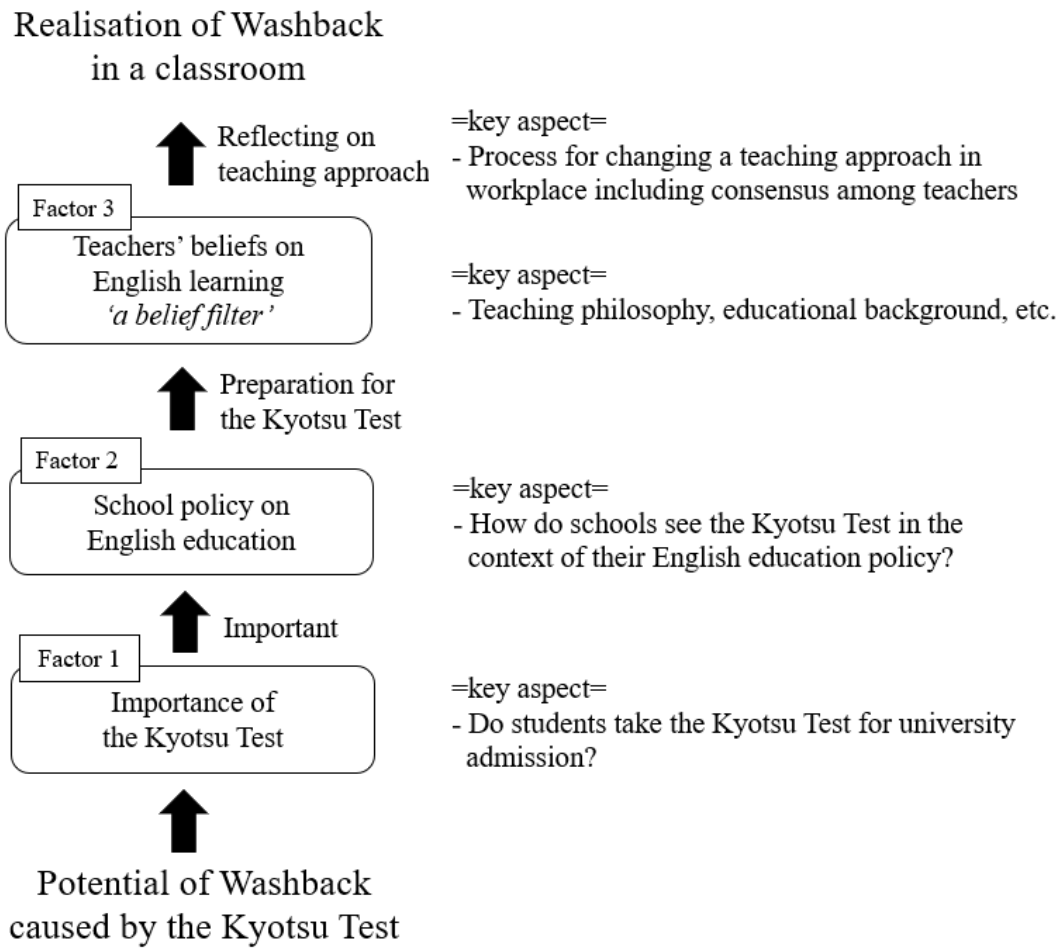 Realisation of Washback
in a classroom
Reflecting on
teaching approach
=key aspect=
- Process for changing a teaching approach in
workplace including consensus among teachers
Factor 3
Teachers’ beliefs on
English learning
‘a belief filter’
=key aspect=
- Teaching philosophy, educational background, etc.
Preparation for
the Kyotsu Test
Factor 2
School policy on
English education
=key aspect=
- How do schools see the Kyotsu Test in the
context of their English education policy?
Important
Factor 1
Importance of
the Kyotsu Test
=key aspect=
- Do students take the Kyotsu Test for university
admission?
Potential of Washback
caused by the Kyotsu Test